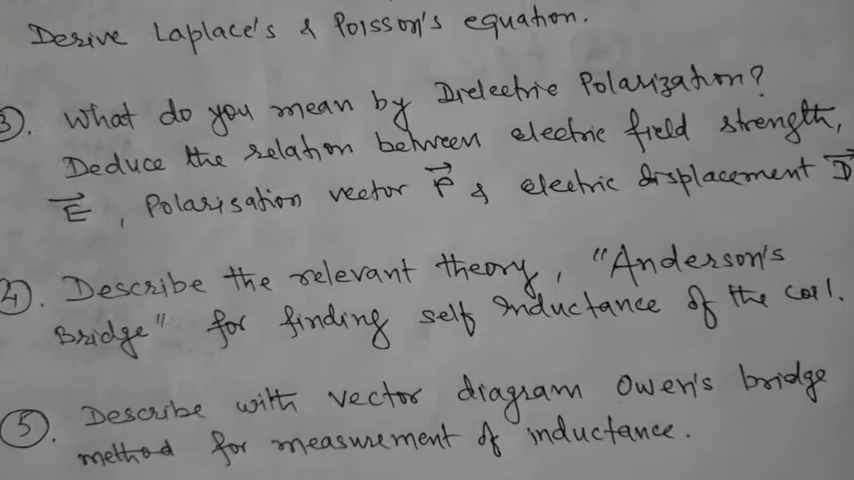 Derive Laplace's & Poisson's equation.
3. What do you mean by Dielectric Polarization?
Deduce the relation between electric field strength,
E⃗, Polarisation vector P⃗ & electric displacement D⃗
4. Describe the relevant theory, "Anderson's
Bridge" for finding self inductance of the coil.
5. Describe with vector diagram Owen's bridge
method for measurement of inductance.